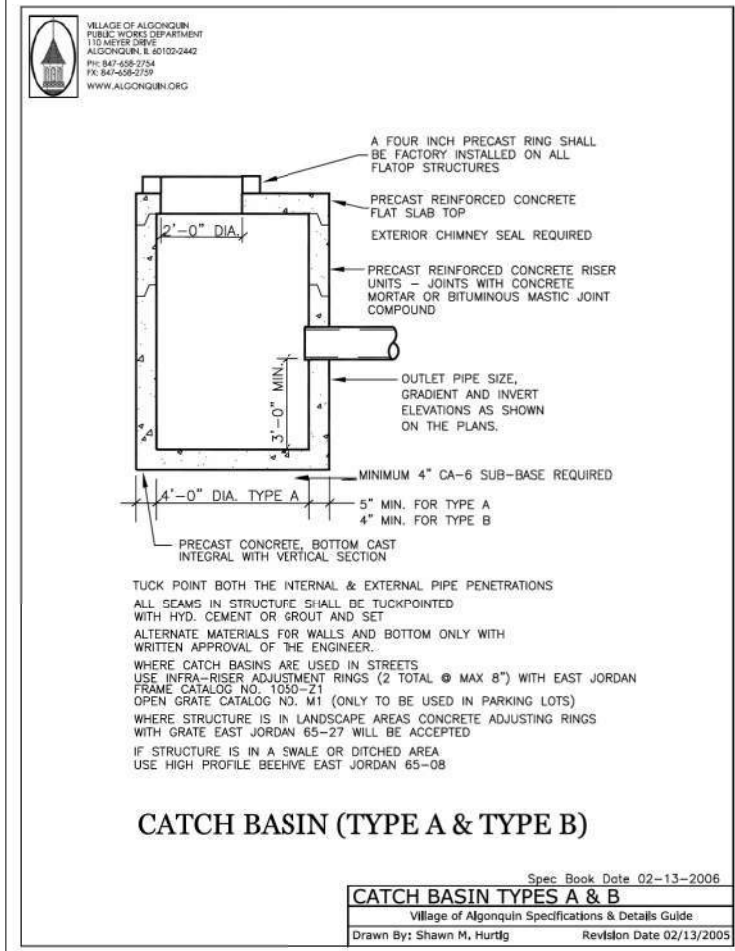 VILLAGE OF ALGONQUIN
PUBLIC WORKS DEPARTMENT
110 MEYER DRIVE
ALGONQUIN, IL 60102-2442
PH: 847-658-2754
FX: 847-658-2759
WWW.ALGONQUIN.ORG
A FOUR INCH PRECAST RING SHALL
BE FACTORY INSTALLED ON ALL
FLATOP STRUCTURES
PRECAST REINFORCED CONCRETE
FLAT SLAB TOP
2'-0" DIA.
EXTERIOR CHIMNEY SEAL REQUIRED
PRECAST REINFORCED CONCRETE RISER
UNITS – JOINTS WITH CONCRETE
MORTAR OR BITUMINOUS MASTIC JOINT
COMPOUND
3'-0" MIN.
OUTLET PIPE SIZE,
GRADIENT AND INVERT
ELEVATIONS AS SHOWN
ON THE PLANS.
MINIMUM 4" CA-6 SUB-BASE REQUIRED
4'-0" DIA. TYPE A
5" MIN. FOR TYPE A
4" MIN. FOR TYPE B
PRECAST CONCRETE, BOTTOM CAST
INTEGRAL WITH VERTICAL SECTION
TUCK POINT BOTH THE INTERNAL & EXTERNAL PIPE PENETRATIONS
ALL SEAMS IN STRUCTURE SHALL BE TUCKPOINTED
WITH HYD. CEMENT OR GROUT AND SET
ALTERNATE MATERIALS FOR WALLS AND BOTTOM ONLY WITH
WRITTEN APPROVAL OF THE ENGINEER.
WHERE CATCH BASINS ARE USED IN STREETS
USE INFRA-RISER ADJUSTMENT RINGS (2 TOTAL @ MAX 8") WITH EAST JORDAN
FRAME CATALOG NO. 1050-Z1
OPEN GRATE CATALOG NO. M1 (ONLY TO BE USED IN PARKING LOTS)
WHERE STRUCTURE IS IN LANDSCAPE AREAS CONCRETE ADJUSTING RINGS
WITH GRATE EAST JORDAN 65-27 WILL BE ACCEPTED
IF STRUCTURE IS IN A SWALE OR DITCHED AREA
USE HIGH PROFILE BEEHIVE EAST JORDAN 65-08
CATCH BASIN (TYPE A & TYPE B)
Spec Book Date 02-13-2006
CATCH BASIN TYPES A & B
Village of Algonquin Specifications & Details Guide
Drawn By: Shawn M. Hurtig Revision Date 02/13/2005